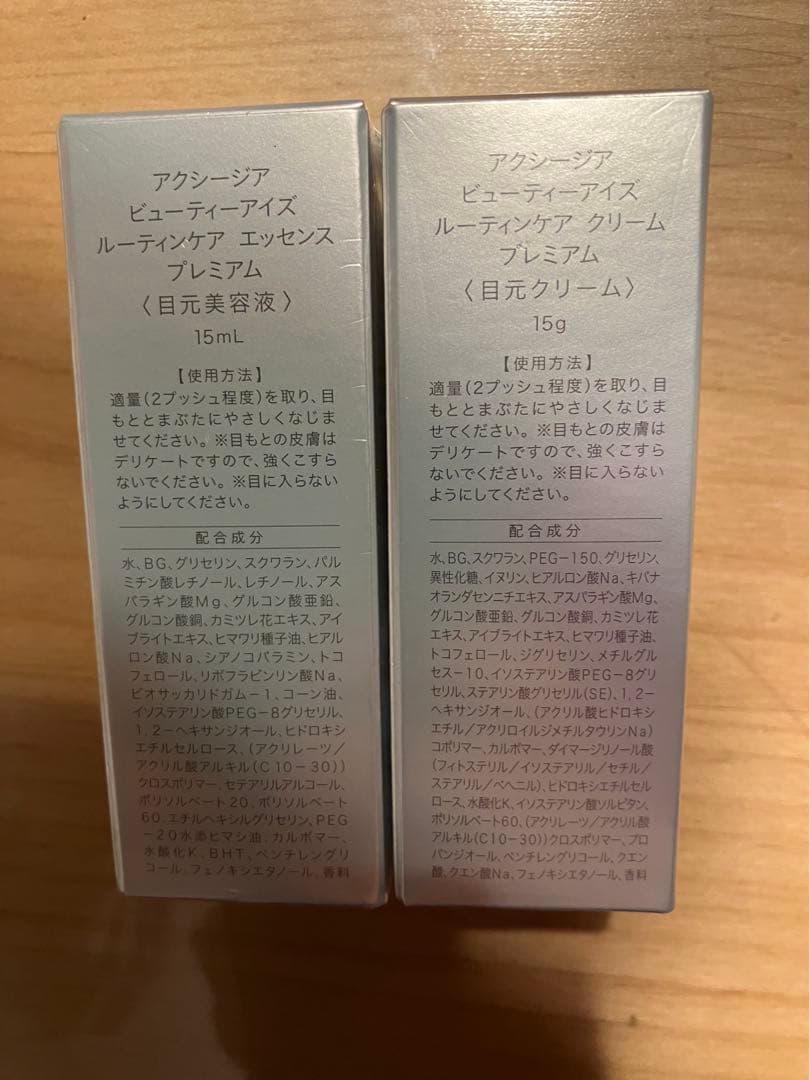 アクシージア
ビューティーアイズ
ルーティンケア エッセンス
プレミアム
〈目元美容液〉
15mL
【使用方法】
適量(2プッシュ程度)を取り、目
もととまぶたにやさしくなじま
せてください。※目もとの皮膚は
デリケートですので、強くこすら
ないでください。※目に入らない
ようにしてください。
配合成分
水、BG、グリセリン、スクワラン、パル
ミチン酸レチノール、レチノール、アス
パラギン酸Mg、グルコン酸亜鉛、
グルコン酸銅、カミツレ花エキス、アイ
ブライトエキス、ヒマワリ種子油、ヒアル
ロン酸Na、シアノコバラミン、トコ
フェロール、リボフラビンリン酸Na、
ビオサッカリドガム-1、コーン油、
イソステアリン酸PEG-8グリセリル、
1,2-ヘキサンジオール、ヒドロキシ
エチルセルロース、(アクリレーツ/
アクリル酸アルキル(C10-30))
クロスポリマー、セテアリルアルコール、
ポリソルベート20、ポリソルベート
60、エチルヘキシルグリセリン、PEG
-20水添ヒマシ油、カルボマー、
水酸化K、BHT、ペンチレングリ
コール、フェノキシエタノール、香料
アクシージア
ビューティーアイズ
ルーティンケア クリーム
プレミアム
〈目元クリーム〉
15g
【使用方法】
適量(2プッシュ程度)を取り、目
もととまぶたにやさしくなじま
せてください。※目もとの皮膚は
デリケートですので、強くこすら
ないでください。※目に入らない
ようにしてください。
配合成分
水、BG、スクワラン、PEG-150、グリセリン、
異性化糖、イヌリン、ヒアルロン酸Na、キバナ
オランダセンニチエキス、アスパラギン酸Mg、
グルコン酸亜鉛、グルコン酸銅、カミツレ花
エキス、アイブライトエキス、ヒマワリ種子油、
トコフェロール、ジグリセリン、メチルグル
セス-10、イソステアリン酸PEG-8グリ
セリル、ステアリン酸グリセリル(SE)、1,2-
ヘキサンジオール、(アクリル酸ヒドロキシ
エチル/アクリロイルジメチルタウリンNa)
コポリマー、カルボマー、ダイマージリノール酸
(フィトステリル/イソステアリル/セチル/
ステアリル/ベヘニル)、ヒドロキシエチルセル
ロース、水酸化K、イソステアリン酸ソルビタン、
ポリソルベート60、(アクリレーツ/アクリル酸
アルキル(C10-30))クロスポリマー、プロ
パンジオール、ペンチレングリコール、クエン
酸、クエン酸Na、フェノキシエタノール、香料